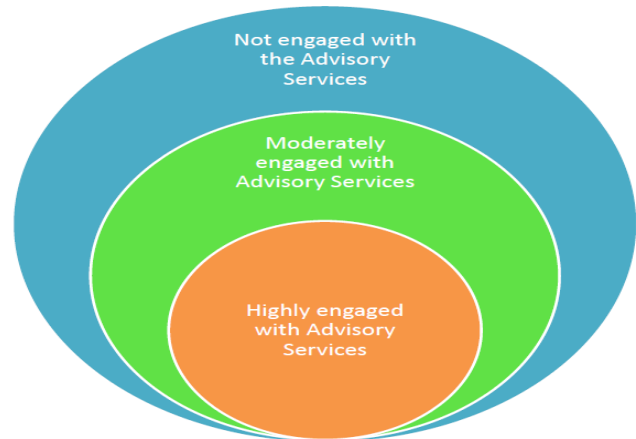 Not engaged with
the Advisory
Services
Moderately
engaged with
Advisory Services
Highly engaged
with Advisory
Services